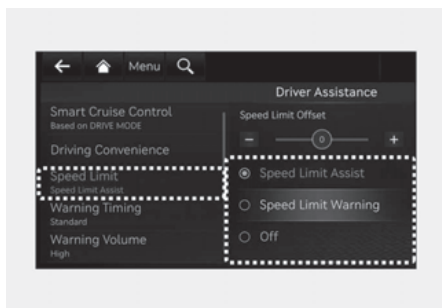 Menu
Driver Assistance
Smart Cruise Control
Based on DRIVE MODE
Driving Convenience
Speed Limit
Speed Limit Assist
Warning Timing
Standard
Warning Volume
High
Speed Limit Offset
- 0 +
Speed Limit Assist
Speed Limit Warning
Off